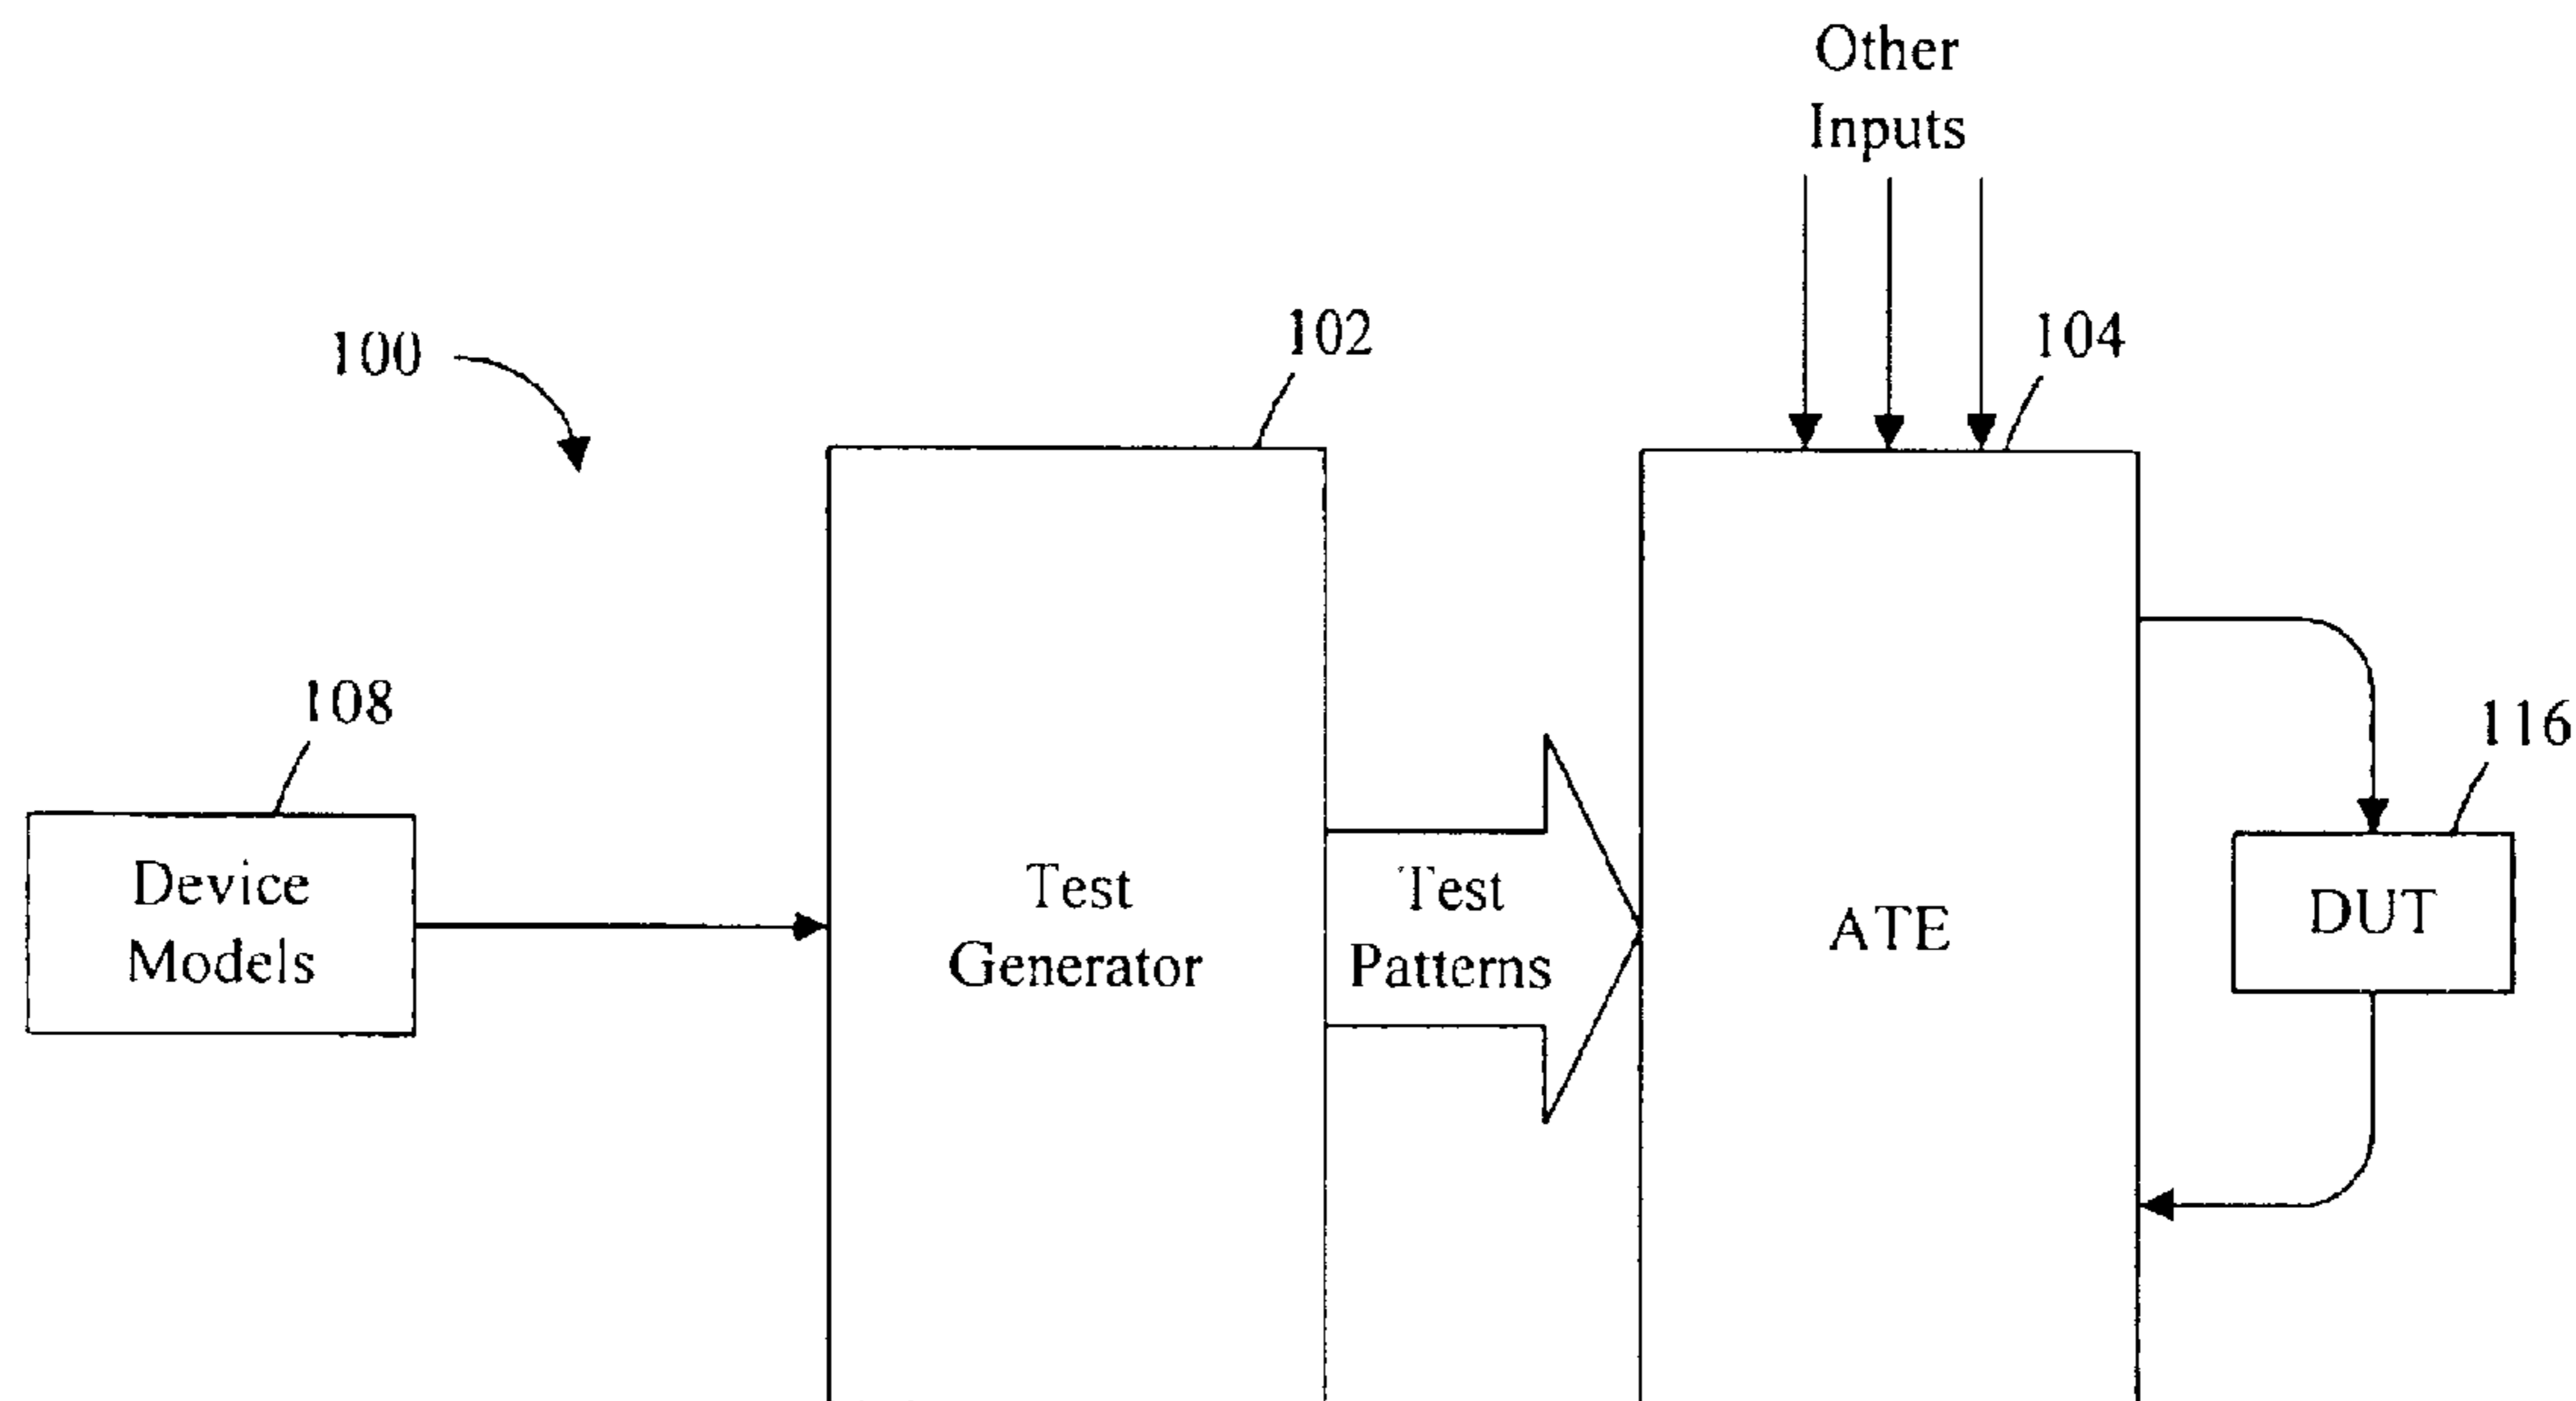 Other
Inputs
100
102
104
108
116
Device
Models
Test
Generator
Test
Patterns
ATE
DUT